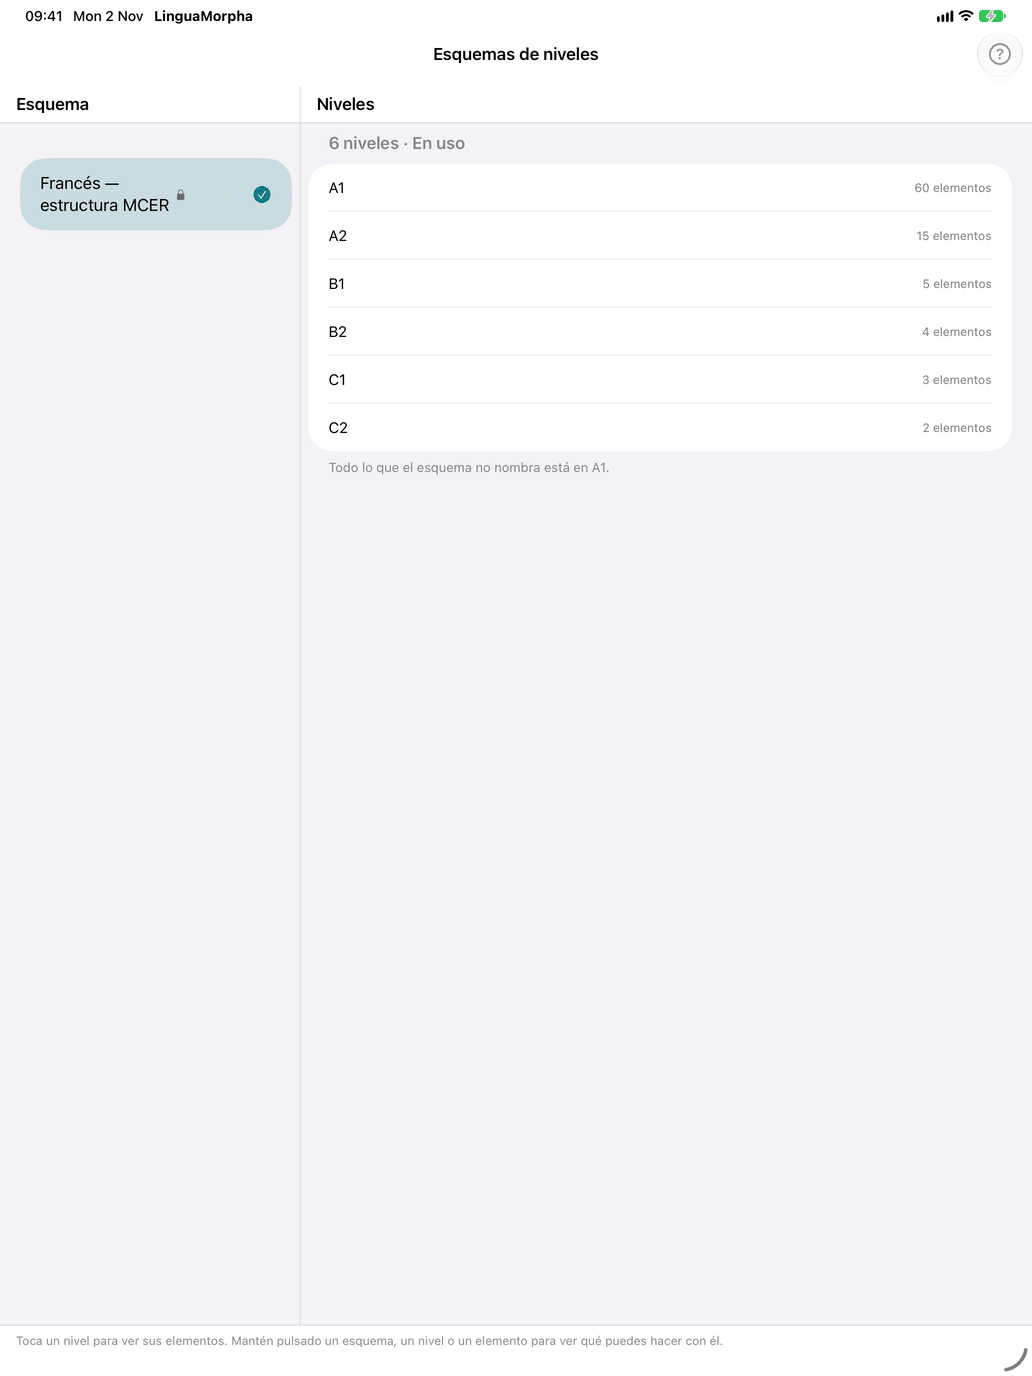 09:41 Mon 2 Nov LinguaMorpha
Esquemas de niveles
?
Esquema
Niveles
6 niveles · En uso
Francés —
estructura MCER
A1 60 elementos
A2 15 elementos
B1 5 elementos
B2 4 elementos
C1 3 elementos
C2 2 elementos
Todo lo que el esquema no nombra está en A1.
Toca un nivel para ver sus elementos. Mantén pulsado un esquema, un nivel o un elemento para ver qué puedes hacer con él.